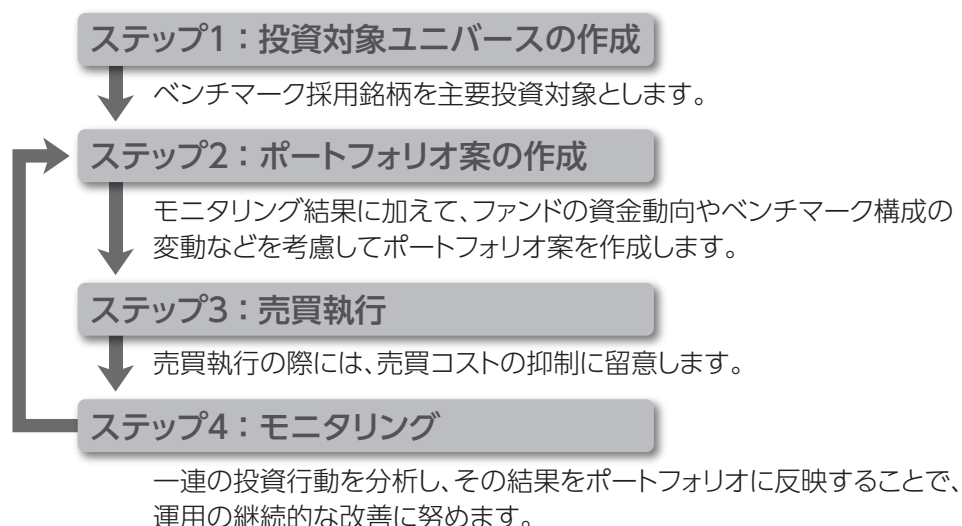 ステップ1：投資対象ユニバースの作成
ベンチマーク採用銘柄を主要投資対象とします。
ステップ2：ポートフォリオ案の作成
モニタリング結果に加えて、ファンドの資金動向やベンチマーク構成の
変動などを考慮してポートフォリオ案を作成します。
ステップ3：売買執行
売買執行の際には、売買コストの抑制に留意します。
ステップ4：モニタリング
一連の投資行動を分析し、その結果をポートフォリオに反映することで、
運用の継続的な改善に努めます。